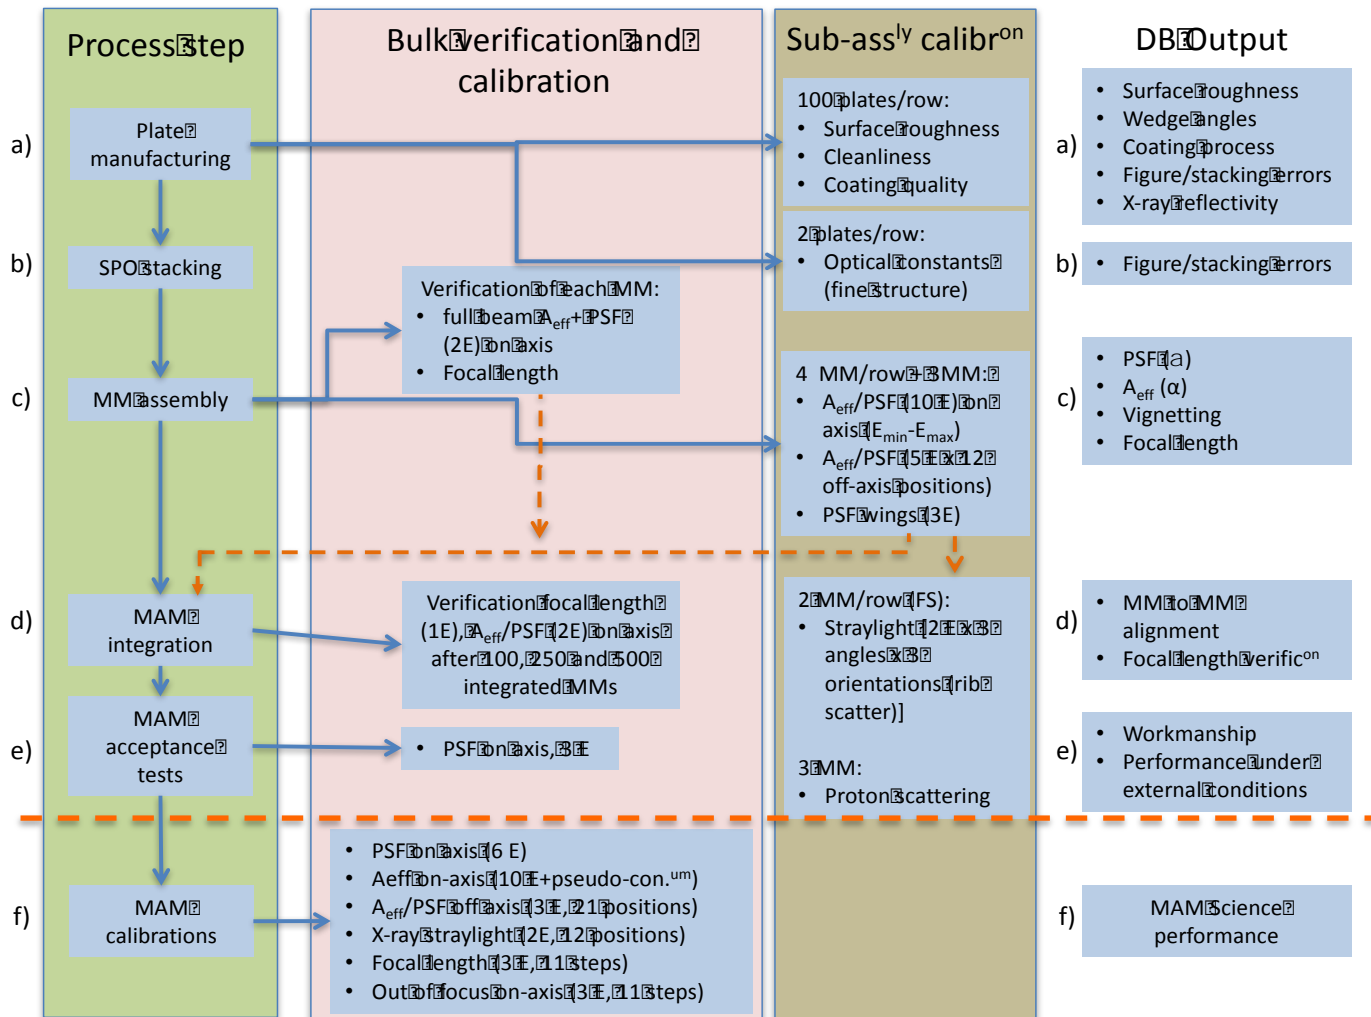 Process step
Bulk verification and
calibration
Sub-assly calibron
DB Output
a)
Plate
manufacturing
100 plates/row:
• Surface roughness
• Cleanliness
• Coating quality
a)
• Surface roughness
• Wedge angles
• Coating process
• Figure/stacking errors
• X-ray reflectivity
b)
SPO stacking
2 plates/row:
• Optical constants
(fine structure)
b)
• Figure/stacking errors
Verification of each MM:
• full beam Aeff+ PSF
(2E) on axis
• Focal length
c)
MM assembly
4 MM/row + 3MM:
• Aeff/PSF (10 E) on
axis (Emin-Emax)
• Aeff/PSF (5 E x 12
off-axis positions)
• PSF wings (3E)
c)
• PSF (a)
• Aeff (α)
• Vignetting
• Focal length
d)
MAM
integration
Verification focal length
(1E), Aeff/PSF (2E) on axis
after 100, 250 and 500
integrated MMs
2 MM/row (FS):
• Straylight [2 E x 3
angles x 3
orientations (rib
scatter)]
d)
• MM to MM
alignment
• Focal length verificon
e)
MAM
acceptance
tests
• PSF on axis, 3 E
3 MM:
• Proton scattering
e)
• Workmanship
• Performance under
external conditions
f)
MAM
calibrations
• PSF on axis (6 E)
• Aeff on-axis (10 E+pseudo-con.um)
• Aeff/PSF off axis (3 E, 21 positions)
• X-ray straylight (2E, 12 positions)
• Focal length (3 E, 11 steps)
• Out of focus on-axis (3 E, 11 steps)
f)
MAM Science
performance